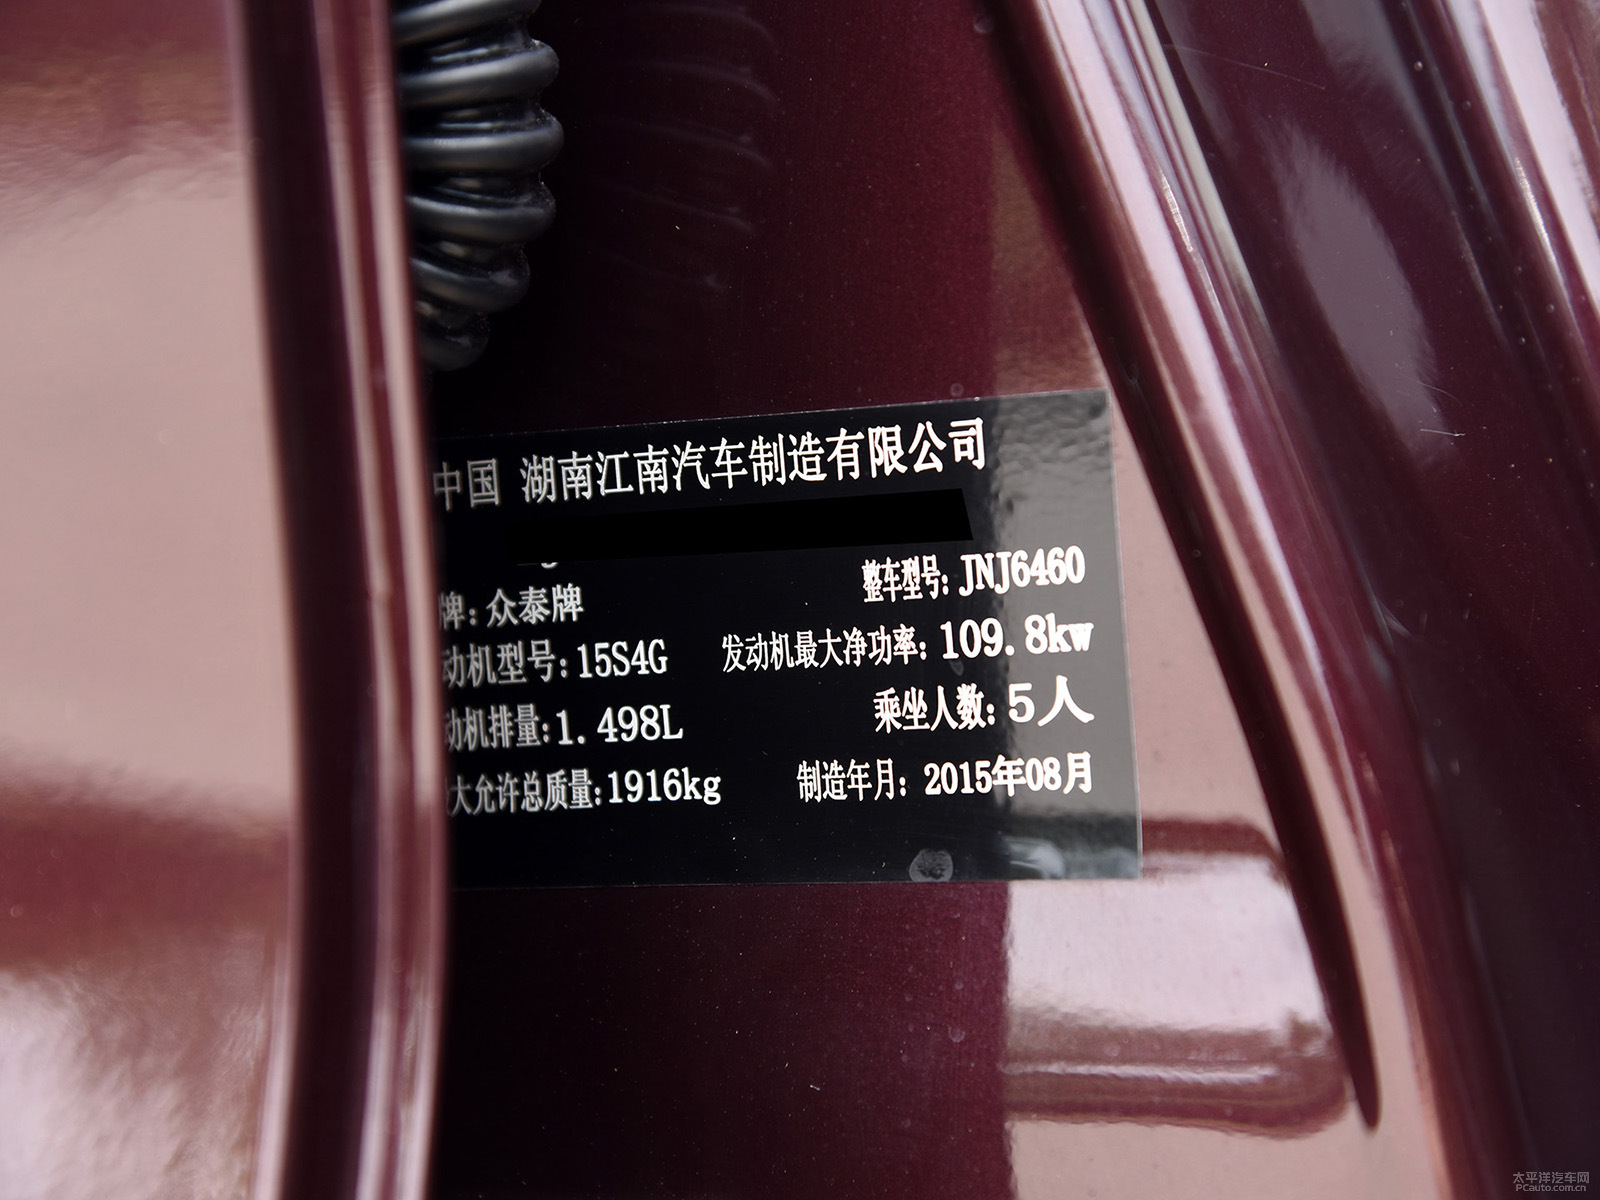 中国 湖南江南汽车制造有限公司
整车型号: JNJ6460
牌: 众泰牌
动机型号: 15S4G 发动机最大净功率: 109.8kw
动机排量: 1.498L 乘坐人数: 5人
大允许总质量: 1916kg 制造年月: 2015年08月
太平洋汽车网
PCauto.com.cn